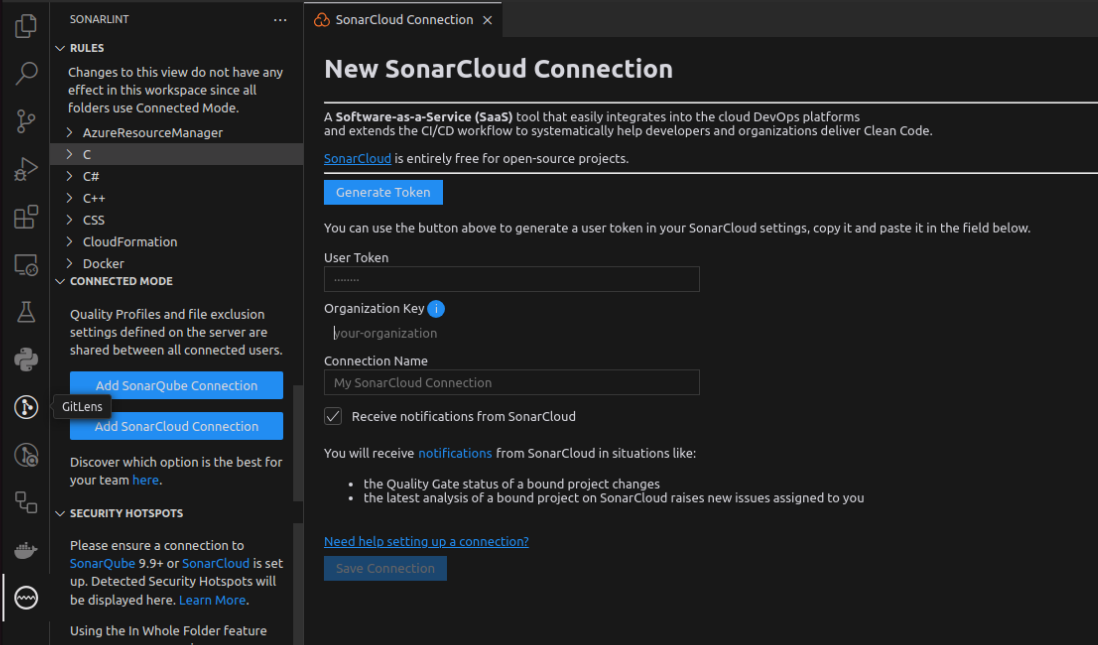 SONARLINT
RULES
Changes to this view do not have any
effect in this workspace since all
folders use Connected Mode.
AzureResourceManager
C
C#
C++
CSS
CloudFormation
Docker
CONNECTED MODE
Quality Profiles and file exclusion
settings defined on the server are
shared between all connected users.
Add SonarQube Connection
GitLens
Add SonarCloud Connection
Discover which option is the best for
your team here.
SECURITY HOTSPOTS
Please ensure a connection to
SonarQube 9.9+ or SonarCloud is set
up. Detected Security Hotspots will
be displayed here. Learn More.
Using the In Whole Folder feature
SonarCloud Connection
New SonarCloud Connection
A Software-as-a-Service (SaaS) tool that easily integrates into the cloud DevOps platforms
and extends the CI/CD workflow to systematically help developers and organizations deliver Clean Code.
SonarCloud is entirely free for open-source projects.
Generate Token
You can use the button above to generate a user token in your SonarCloud settings, copy it and paste it in the field below.
User Token
········
Organization Key i
your-organization
Connection Name
My SonarCloud Connection
Receive notifications from SonarCloud
You will receive notifications from SonarCloud in situations like:
• the Quality Gate status of a bound project changes
• the latest analysis of a bound project on SonarCloud raises new issues assigned to you
Need help setting up a connection?
Save Connection